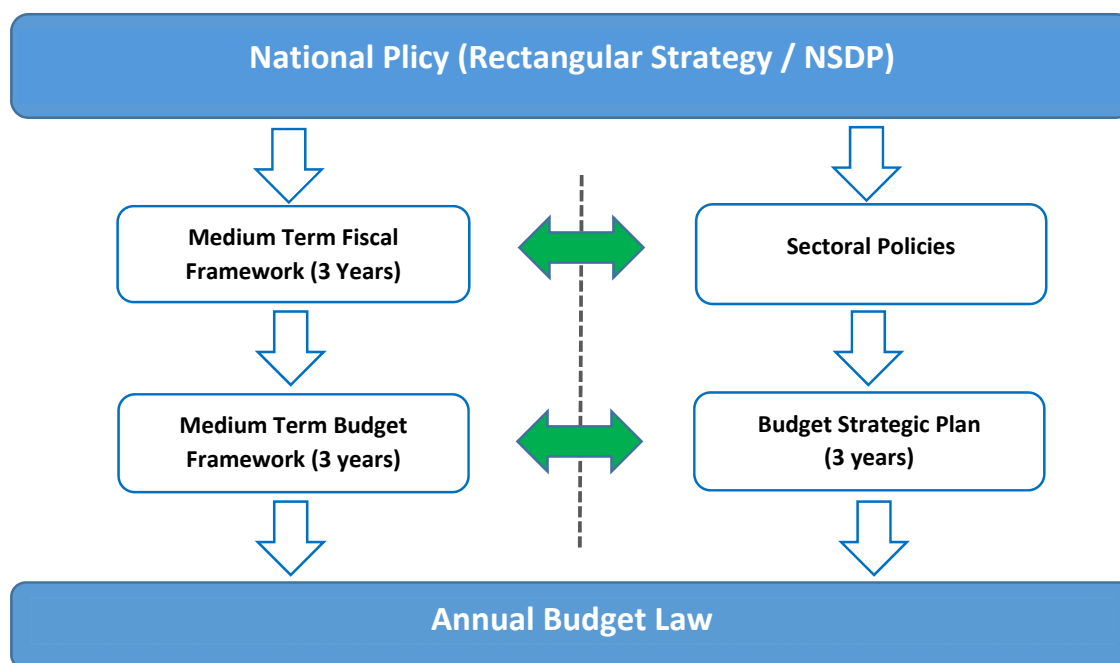 National Plicy (Rectangular Strategy / NSDP)
Medium Term Fiscal
Framework (3 Years)
Sectoral Policies
Medium Term Budget
Framework (3 years)
Budget Strategic Plan
(3 years)
Annual Budget Law